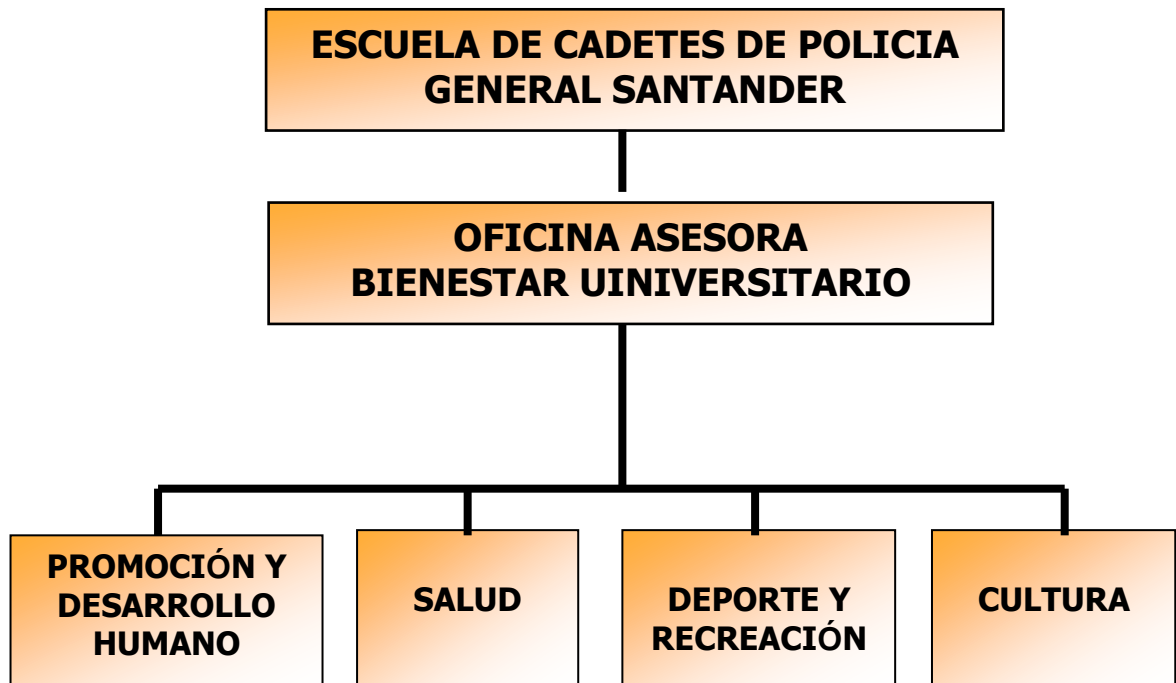 ESCUELA DE CADETES DE POLICIA
GENERAL SANTANDER
OFICINA ASESORA
BIENESTAR UINIVERSITARIO
PROMOCIÓN Y
DESARROLLO
HUMANO
SALUD
DEPORTE Y
RECREACIÓN
CULTURA